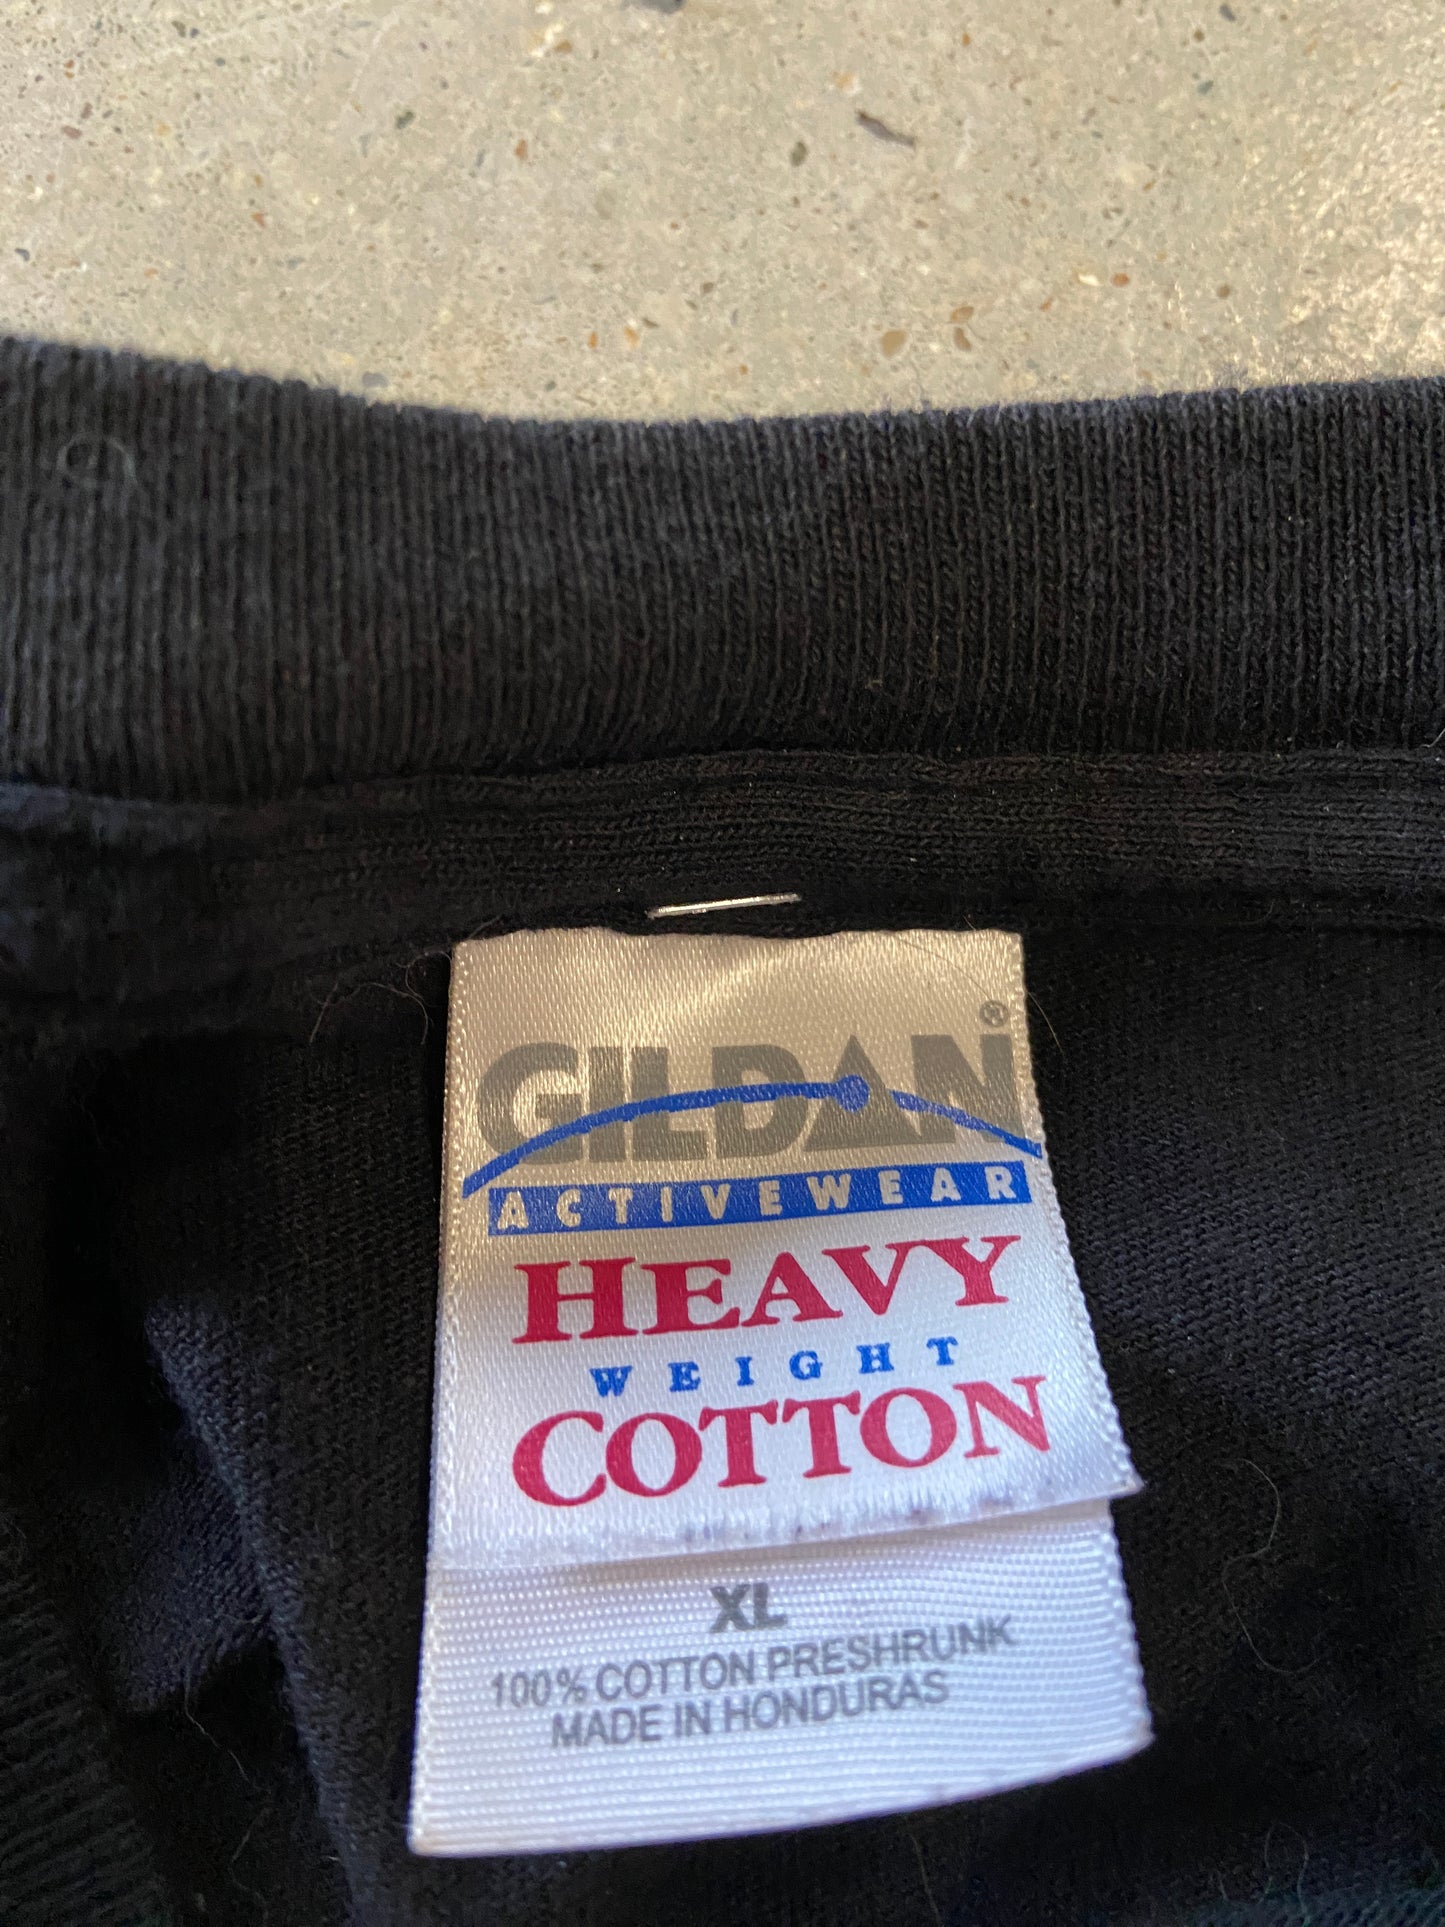 GILDAN®
ACTIVEWEAR
HEAVY
WEIGHT
COTTON
XL
100% COTTON PRESHRUNK
MADE IN HONDURAS